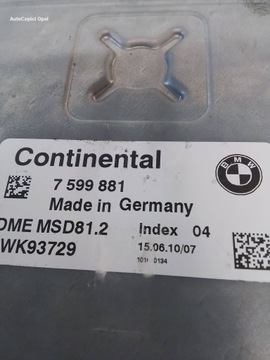 AutoCapici Opel
Continental
BMW
7 599 881
Made in Germany
DME MSD81.2 Index 04
WK93729 15.06.10/07